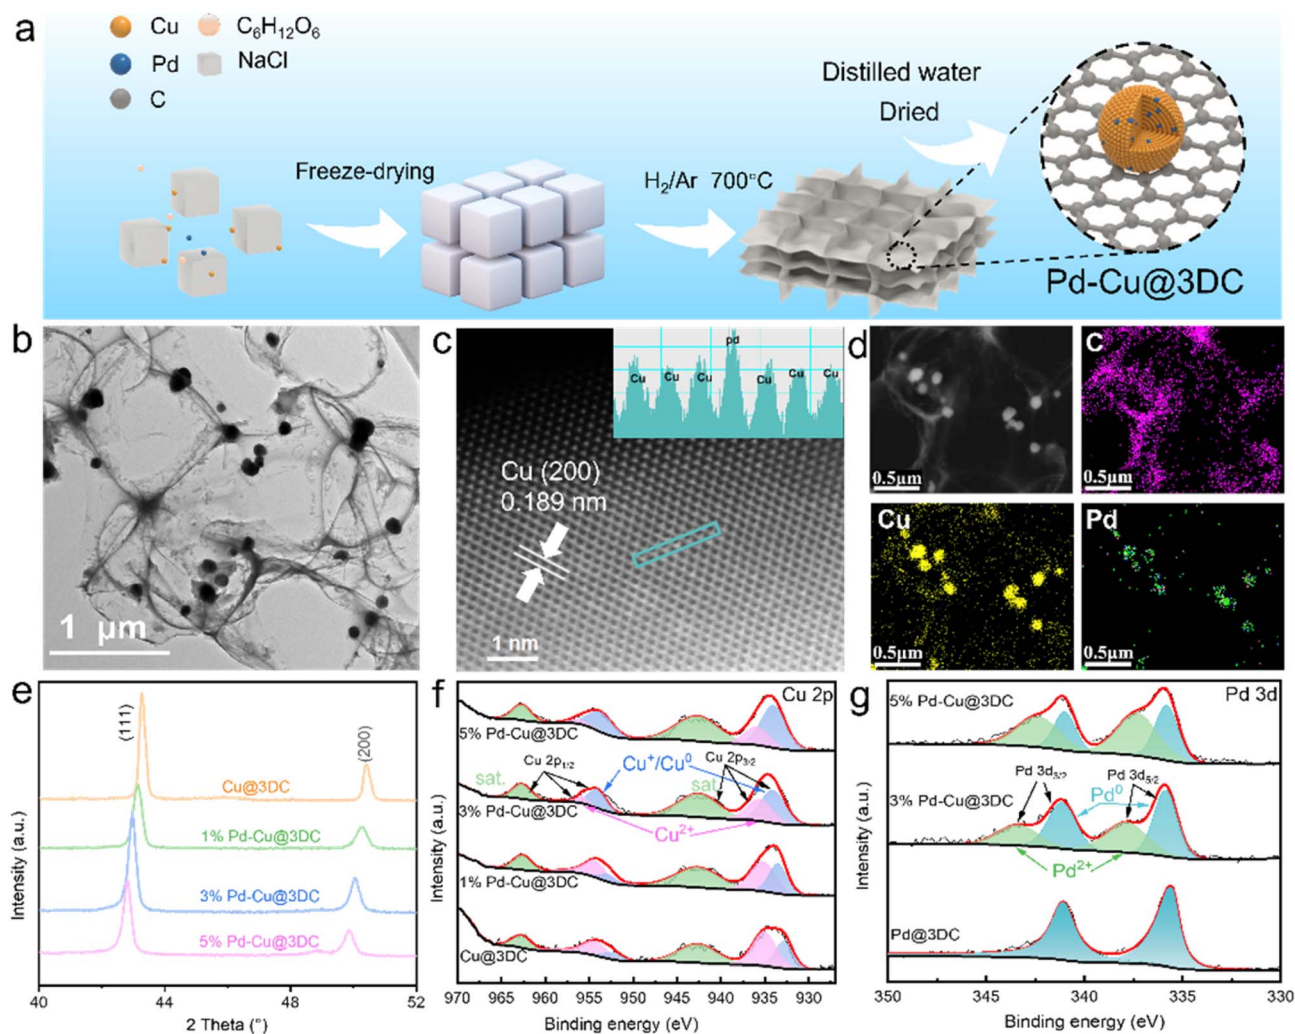 a
Cu
C₆H₁₂O₆
Pd
NaCl
C
Freeze-drying
H₂/Ar 700°C
Distilled water
Dried
Pd-Cu@3DC
b
1 μm
c
Cu Cu Cu pd Cu Cu Cu
Cu (200)
0.189 nm
1 nm
d
0.5μm
C
0.5μm
Cu
0.5μm
Pd
0.5μm
e
(111)
(200)
Cu@3DC
1% Pd-Cu@3DC
3% Pd-Cu@3DC
5% Pd-Cu@3DC
Intensity (a.u.)
40 44 48 52
2 Theta (°)
f
Cu 2p
5% Pd-Cu@3DC
sat.
Cu 2p₁/₂
Cu⁺/Cu⁰
sat.
Cu 2p₃/₂
3% Pd-Cu@3DC
Cu²⁺
1% Pd-Cu@3DC
Cu@3DC
Intensity (a.u.)
970 965 960 955 950 945 940 935 930
Binding energy (eV)
g
Pd 3d
5% Pd-Cu@3DC
Pd 3d₃/₂
Pd 3d₅/₂
Pd⁰
3% Pd-Cu@3DC
Pd²⁺
Pd@3DC
Intensity (a.u.)
350 345 340 335 330
Binding energy (eV)